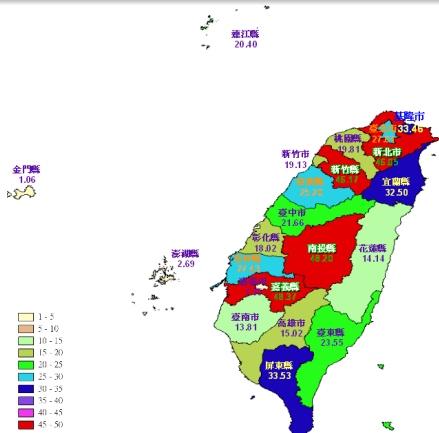 連江縣
20.40
基隆市
33.46
桃園縣
19.81
新北市
46.05
新竹市
19.13
新竹縣
宜蘭縣
32.50
金門縣
1.06
臺中市
21.66
彰化縣
18.02
南投縣
48.20
花蓮縣
14.14
澎湖縣
2.69
嘉義縣
48.37
臺南市
13.81
高雄市
15.02
臺東縣
23.55
屏東縣
33.53
1 - 5
5 - 10
10 - 15
15 - 20
20 - 25
25 - 30
30 - 35
35 - 40
40 - 45
45 - 50